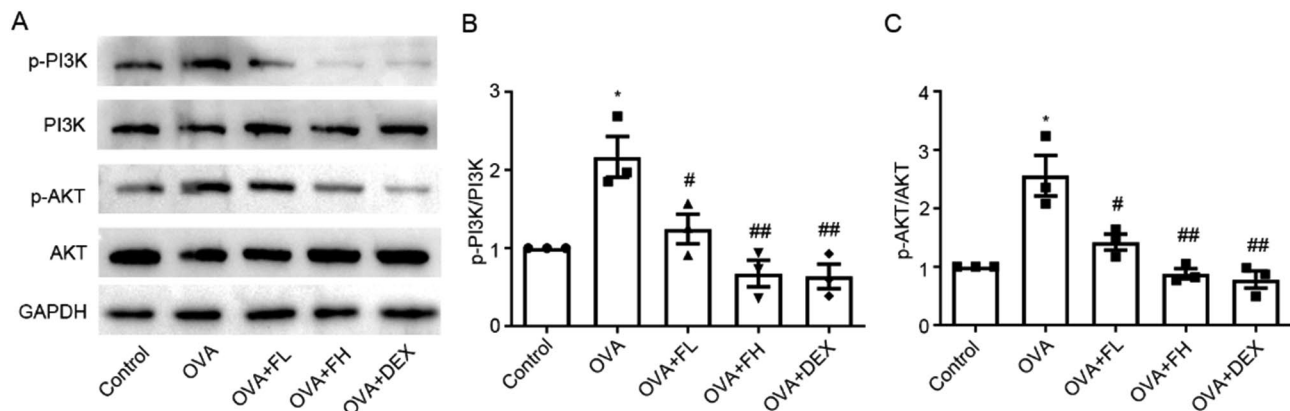 A
p-PI3K
PI3K
p-AKT
AKT
GAPDH
Control
OVA
OVA+FL
OVA+FH
OVA+DEX
B
p-PI3K/PI3K
3
2
1
0
*
#
##
##
Control
OVA
OVA+FL
OVA+FH
OVA+DEX
C
p-AKT/AKT
4
3
2
1
0
*
#
##
##
Control
OVA
OVA+FL
OVA+FH
OVA+DEX